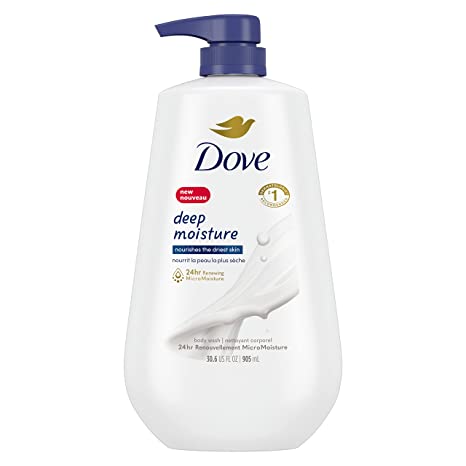 Dove
new
nouveau
#1
deep
moisture
nourishes the driest skin
nourrit la peau la plus sèche
24hr Renewing
MicroMoisture
body wash | nettoyant corporel
24hr Renouvellement MicroMoisture
30.6 US FL OZ | 905 mL